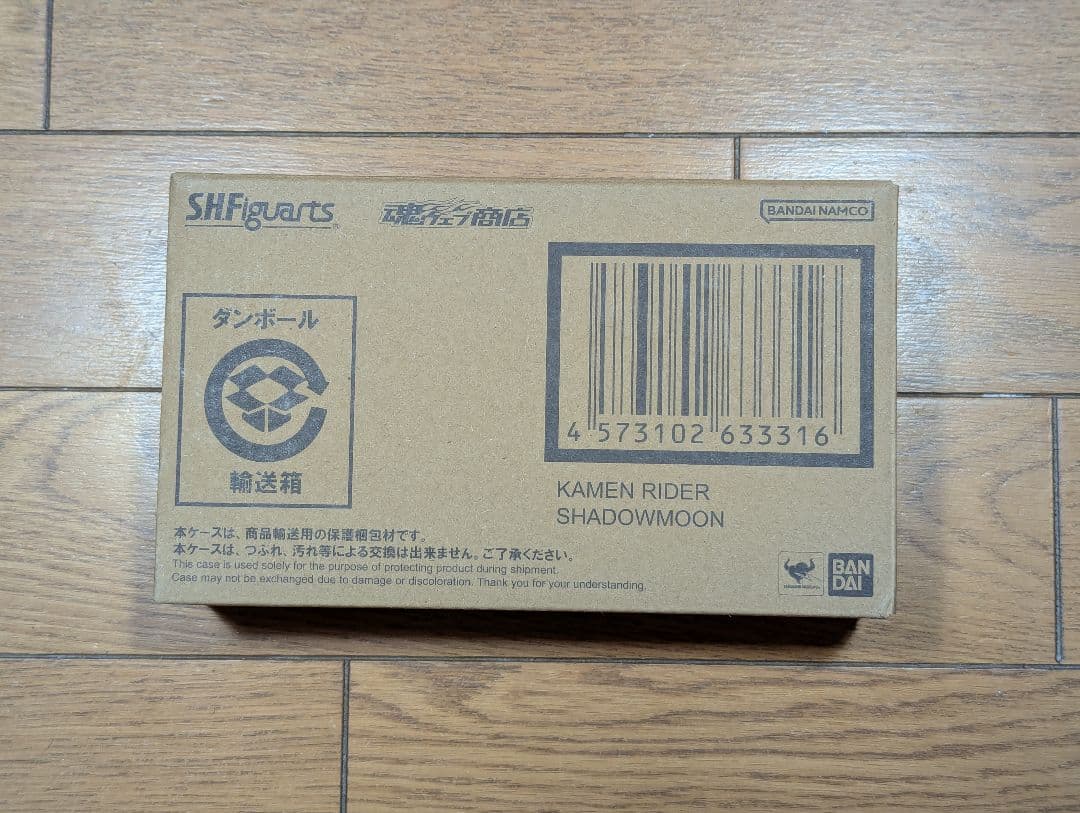 S.H.Figuarts
魂ウェブ商店
BANDAI NAMCO
ダンボール
輸送箱
4 573102 633316
KAMEN RIDER
SHADOWMOON
本ケースは、商品輸送用の保護梱包材です。
本ケースは、つぶれ、汚れ等による交換は出来ません。ご了承ください。
This case is used solely for the purpose of protecting product during shipment.
Case may not be exchanged due to damage or discoloration. Thank you for your understanding.
BAN
DAI